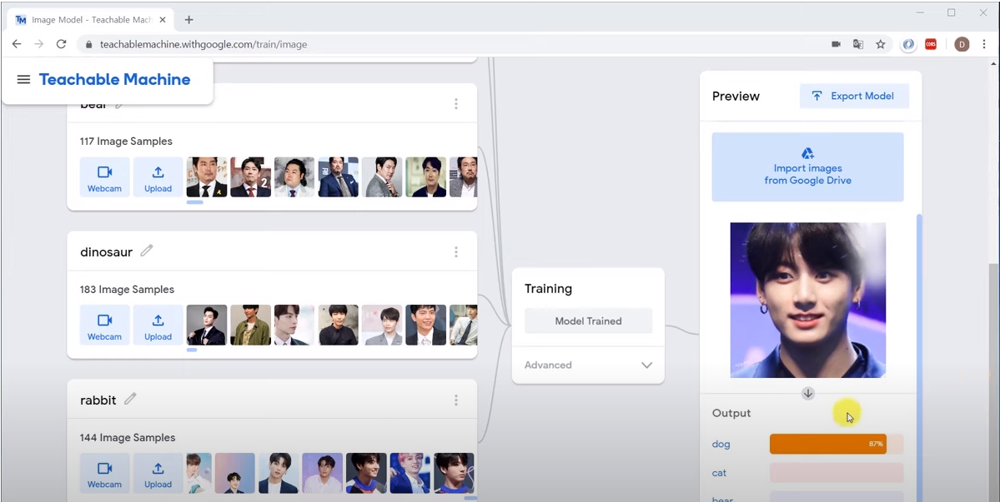 Image Model - Teachable Mach
teachablemachine.withgoogle.com/train/image
CORS
D
Teachable Machine
bear
117 Image Samples
Webcam
Upload
2
dinosaur
183 Image Samples
Webcam
Upload
rabbit
144 Image Samples
Webcam
Upload
Training
Model Trained
Advanced
Preview
Export Model
Import images
from Google Drive
Output
dog
87%
cat
bear